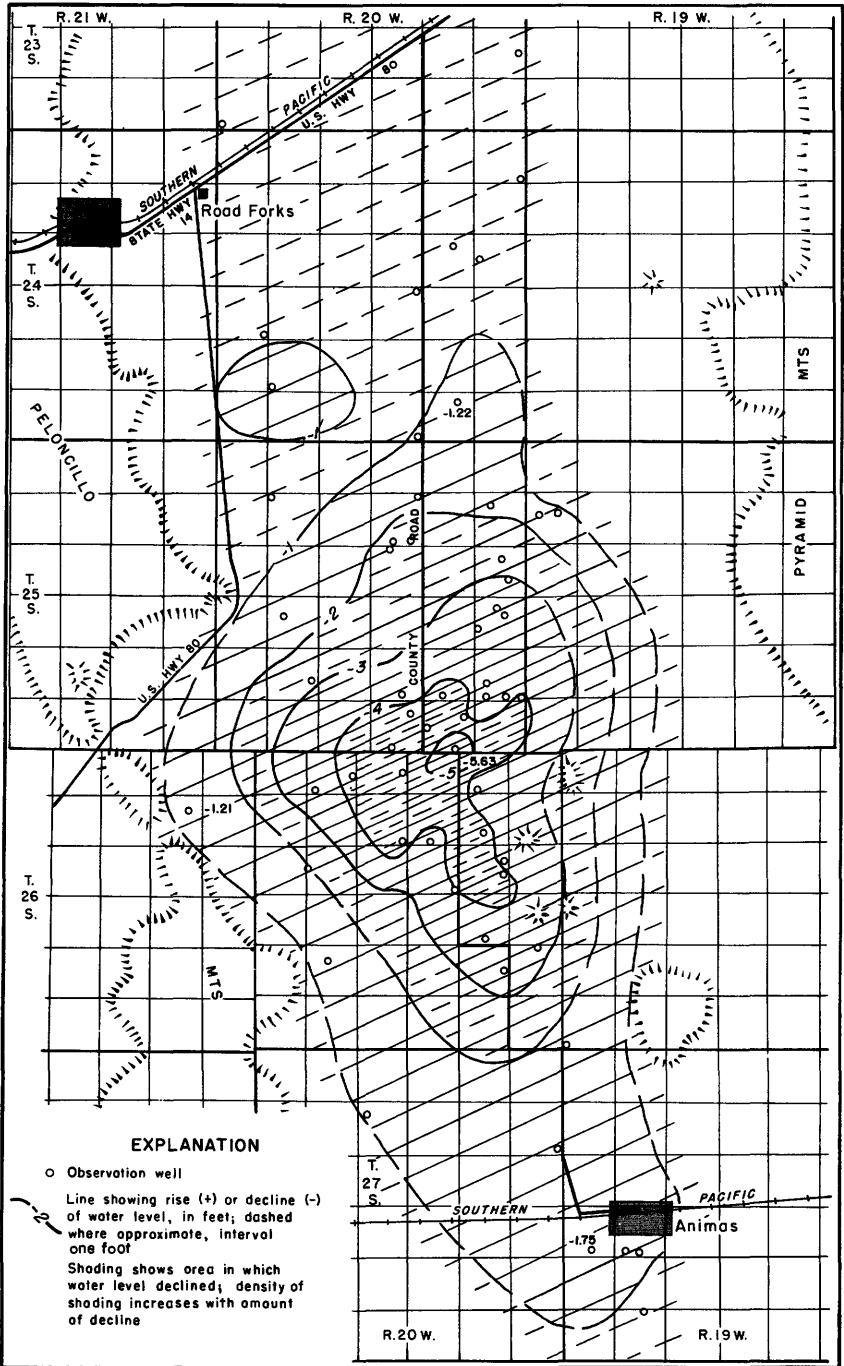 R. 21 W.
R. 20 W.
R. 19 W.
T.
23
S.
PACIFIC
U.S. HWY
80
SOUTHERN
STATE HWY
14
Road Forks
T.
24
S.
MTS
-1
-1.22
PELONCILLO
ROAD
PYRAMID
-1
-2
T.
25
S.
COUNTY
-3
U.S. HWY 80
-4
-5.63
-5
-1.21
T.
26
S.
MTS
EXPLANATION
Observation well
Line showing rise (+) or decline (-)
of water level, in feet; dashed
where approximate, interval
one foot
-2
Shading shows area in which
water level declined; density of
shading increases with amount
of decline
T.
27
S.
SOUTHERN
PACIFIC
Animas
-1.75
R. 20 W.
R. 19 W.